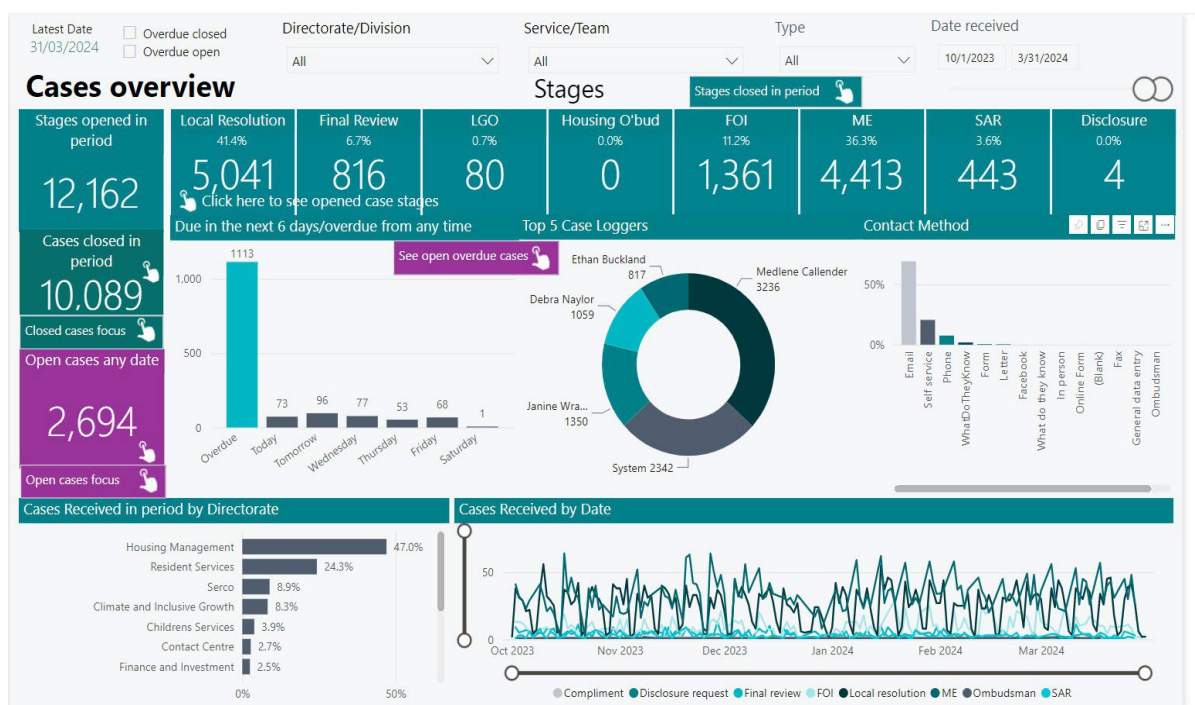 Latest Date
31/03/2024
Overdue closed
Overdue open
Directorate/Division
All
Service/Team
All
Type
All
Date received
10/1/2023
3/31/2024
Cases overview
Stages
Stages closed in period
Stages opened in
period
12,162
Local Resolution
41.4%
5,041
Final Review
6.7%
816
LGO
0.7%
80
Housing O'bud
0.0%
0
FOI
11.2%
1,361
ME
36.3%
4,413
SAR
3.6%
443
Disclosure
0.0%
4
Click here to see opened case stages
Cases closed in
period
10,089
Closed cases focus
Open cases any date
2,694
Open cases focus
Due in the next 6 days/overdue from any time
See open overdue cases
1,000
500
0
1113
73
96
77
53
68
1
Overdue
Today
Tomorrow
Wednesday
Thursday
Friday
Saturday
Top 5 Case Loggers
Ethan Buckland
817
Medlene Callender
3236
Debra Naylor
1059
Janine Wra...
1350
System 2342
Contact Method
50%
0%
Email
Self service
Phone
WhatDoTheyKnow
Form
Letter
Facebook
What do they know
In person
Online Form
(Blank)
Fax
General data entry
Ombudsman
Cases Received in period by Directorate
Housing Management
47.0%
Resident Services
24.3%
Serco
8.9%
Climate and Inclusive Growth
8.3%
Childrens Services
3.9%
Contact Centre
2.7%
Finance and Investment
2.5%
0%
50%
Cases Received by Date
50
0
Oct 2023
Nov 2023
Dec 2023
Jan 2024
Feb 2024
Mar 2024
Compliment
Disclosure request
Final review
FOI
Local resolution
ME
Ombudsman
SAR